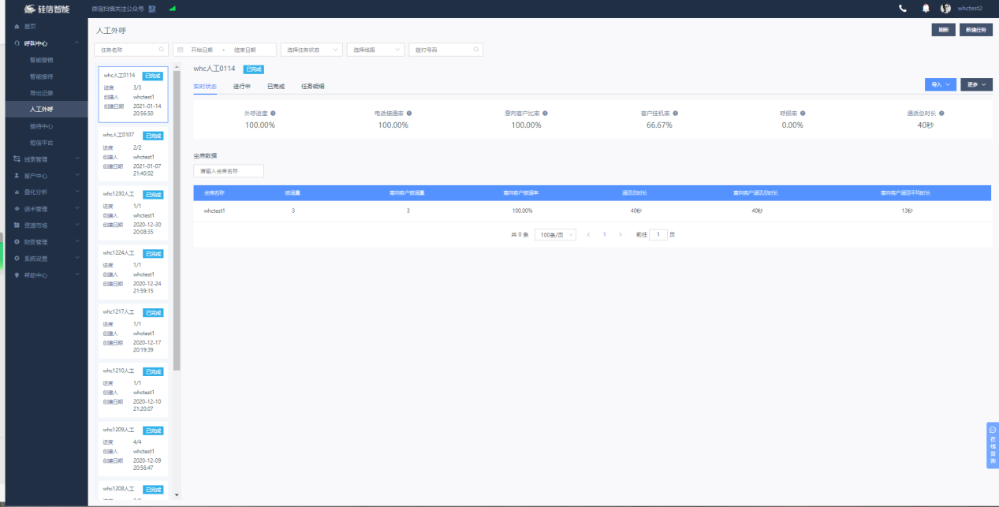 硅信智能
微信扫描关注公众号
whctest2
首页
呼叫中心
智能营销
智能接待
导出记录
人工外呼
接待中心
短信平台
线索管理
客户中心
量化分析
话术管理
资源市场
财务管理
系统设置
帮助中心
人工外呼
刷新
新建任务
任务名称
开始日期 - 结束日期
选择任务状态
选择线路
拨打号码
whc人工0114 已完成
进度 3/3
创建人 whctest1
创建日期 2021-01-14
20:56:50
whc人工0107 已完成
进度 2/2
创建人 whctest1
创建日期 2021-01-07
21:40:02
whc1230人工 已完成
进度 1/1
创建人 whctest1
创建日期 2020-12-30
20:08:35
whc1224人工 已完成
进度 1/1
创建人 whctest1
创建日期 2020-12-24
21:59:15
whc1217人工 已完成
进度 1/1
创建人 whctest1
创建日期 2020-12-17
20:19:39
whc1210人工 已完成
进度 1/1
创建人 whctest1
创建日期 2020-12-10
21:20:07
whc1209人工 已完成
进度 4/4
创建人 whctest1
创建日期 2020-12-09
20:56:47
whc1208人工 已完成
whc人工0114 已完成
实时状态 进行中 已完成 任务明细
导入 更多
外呼进度 电话接通率 意向客户比率 客户挂机率 呼损率 通话总时长
100.00% 100.00% 100.00% 66.67% 0.00% 40秒
坐席数据
请输入坐席名称
坐席名称 接通量 意向客户接通量 意向客户接通率 通话总时长 意向客户通话总时长 意向客户通话平均时长
whctest1 3 3 100.00% 40秒 40秒 13秒
共 0 条 100条/页 1 前往 1 页
在线客服